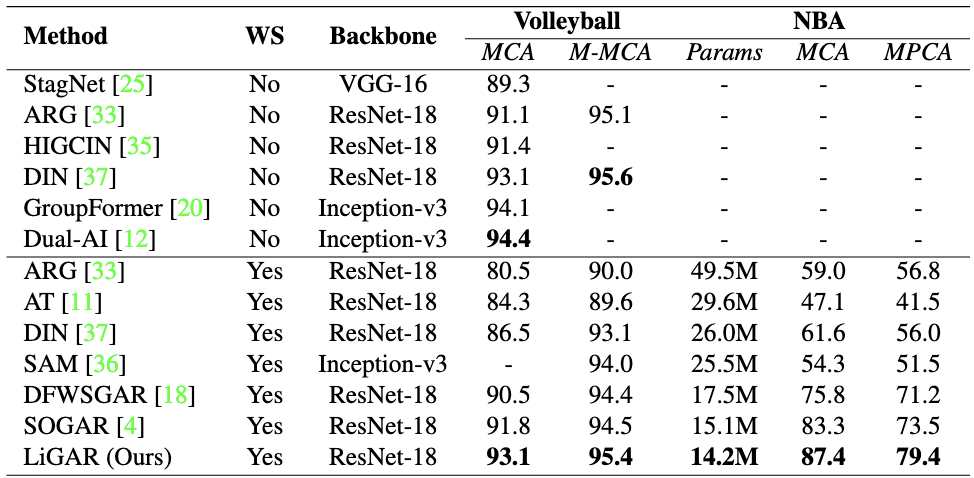 Method WS Backbone Volleyball NBA
MCA M-MCA Params MCA MPCA
StagNet [25] No VGG-16 89.3 - - - -
ARG [33] No ResNet-18 91.1 95.1 - - -
HIGCIN [35] No ResNet-18 91.4 - - - -
DIN [37] No ResNet-18 93.1 95.6 - - -
GroupFormer [20] No Inception-v3 94.1 - - - -
Dual-AI [12] No Inception-v3 94.4 - - - -
ARG [33] Yes ResNet-18 80.5 90.0 49.5M 59.0 56.8
AT [11] Yes ResNet-18 84.3 89.6 29.6M 47.1 41.5
DIN [37] Yes ResNet-18 86.5 93.1 26.0M 61.6 56.0
SAM [36] Yes Inception-v3 - 94.0 25.5M 54.3 51.5
DFWSGAR [18] Yes ResNet-18 90.5 94.4 17.5M 75.8 71.2
SOGAR [4] Yes ResNet-18 91.8 94.5 15.1M 83.3 73.5
LiGAR (Ours) Yes ResNet-18 93.1 95.4 14.2M 87.4 79.4